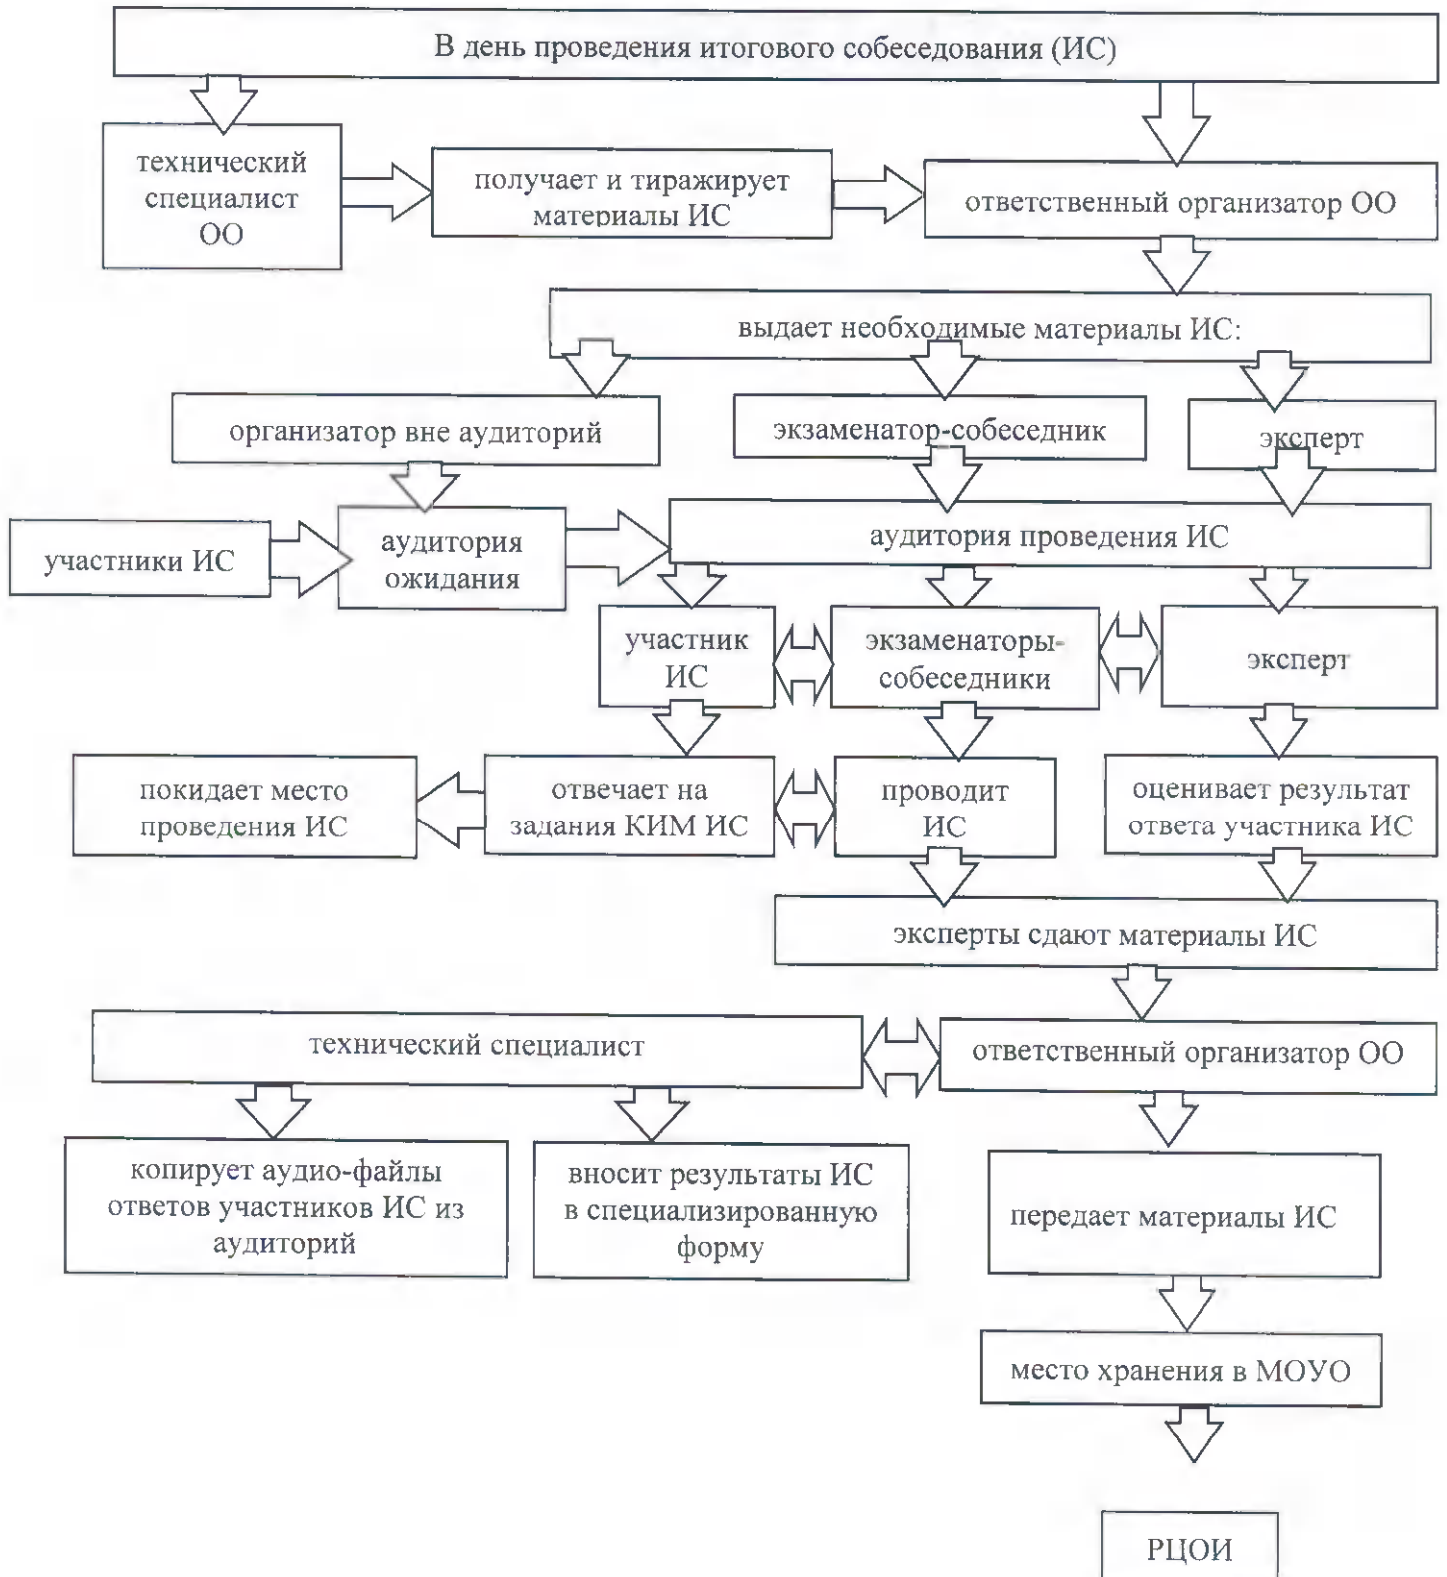 В день проведения итогового собеседования (ИС)
технический
специалист
ОО
получает и тиражирует
материалы ИС
ответственный организатор ОО
выдает необходимые материалы ИС:
организатор вне аудиторий
экзаменатор-собеседник
эксперт
участники ИС
аудитория
ожидания
аудитория проведения ИС
участник
ИС
экзаменаторы-
собеседники
эксперт
покидает место
проведения ИС
отвечает на
задания КИМ ИС
проводит
ИС
оценивает результат
ответа участника ИС
эксперты сдают материалы ИС
технический специалист
ответственный организатор ОО
копирует аудио-файлы
ответов участников ИС из
аудиторий
вносит результаты ИС
в специализированную
форму
передает материалы ИС
место хранения в МОУО
РЦОИ